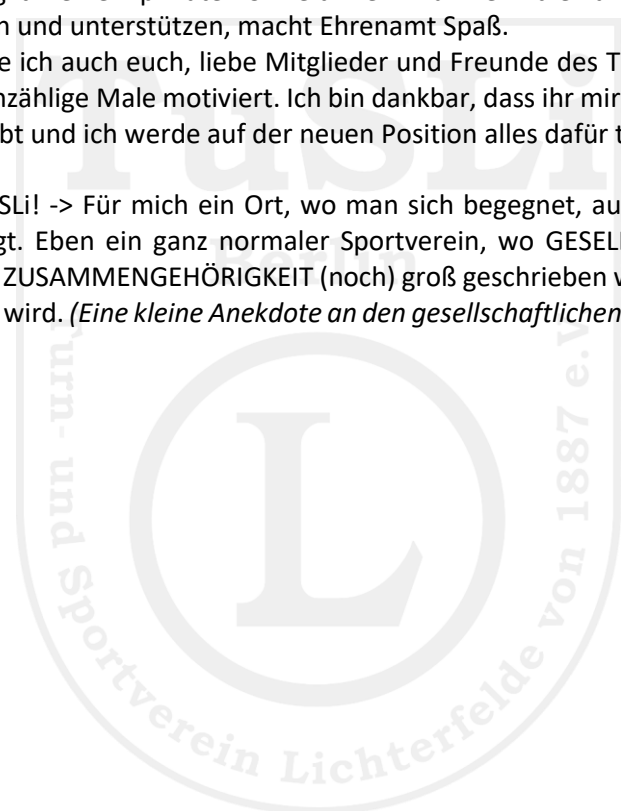 n und unterstützen, macht Ehrenamt Spaß.
e ich auch euch, liebe Mitglieder und Freunde des T
nzählige Male motiviert. Ich bin dankbar, dass ihr mir
bt und ich werde auf der neuen Position alles dafür t
SLi! -> Für mich ein Ort, wo man sich begegnet, au
gt. Eben ein ganz normaler Sportverein, wo GESEL
ZUSAMMENGEHÖRIGKEIT (noch) groß geschrieben w
wird. (Eine kleine Anekdote an den gesellschaftlichen
TuSLi
Berlin
Turn- und Sportverein Lichterfelde von 1887 e.V
L